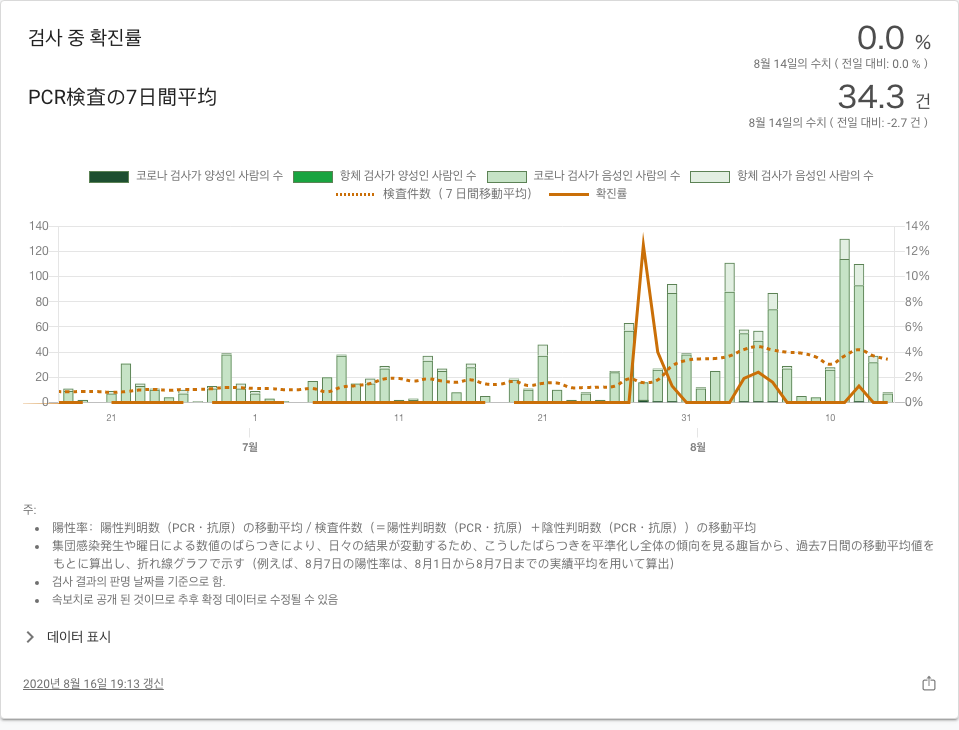 검사 중 확진률
0.0 %
8월 14일의 수치 ( 전일 대비: 0.0 % )
PCR検査の7日間平均
34.3 건
8월 14일의 수치 ( 전일 대비: -2.7 건 )
코로나 검사가 양성인 사람의 수 항체 검사가 양성인 사람인 수 코로나 검사가 음성인 사람의 수 항체 검사가 음성인 사람의 수
検査件数（７日間移動平均） 확진률
140 14%
120 12%
100 10%
80 8%
60 6%
40 4%
20 2%
0 0%
21 1 11 21 31 10
7월 8월
주:
陽性率：陽性判明数（PCR・抗原）の移動平均 / 検査件数（＝陽性判明数（PCR・抗原）＋陰性判明数（PCR・抗原））の移動平均
集団感染発生や曜日による数値のばらつきにより、日々の結果が変動するため、こうしたばらつきを平準化し全体の傾向を見る趣旨から、過去7日間の移動平均値を
もとに算出し、折れ線グラフで示す（例えば、8月7日の陽性率は、8月1日から8月7日までの実績平均を用いて算出）
검사 결과의 판명 날짜를 기준으로 함.
속보치로 공개 된 것이므로 추후 확정 데이터로 수정될 수 있음
데이터 표시
2020년 8월 16일 19:13 갱신